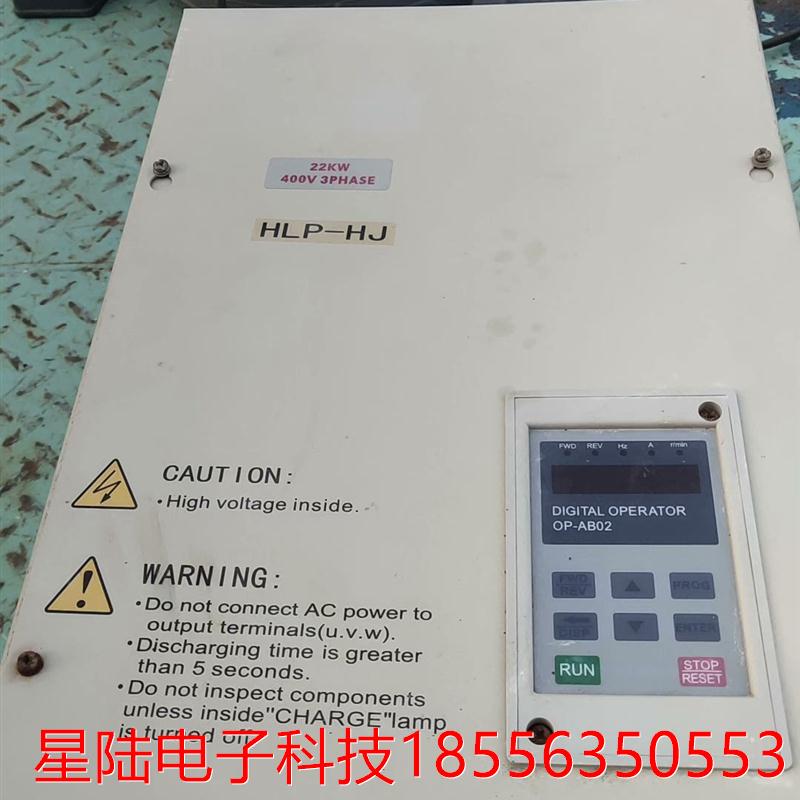 22KW
400V 3PHASE
HLP-HJ
CAUTION:
·High voltage inside.
WARNING:
·Do not connect AC power to
output terminals(u.v.w).
·Discharging time is greater
than 5 seconds.
·Do not inspect components
unless inside"CHARGE"lamp
is turned off
FWD REV Hz A r/min
DIGITAL OPERATOR
OP-AB02
FWD
REV
PROG
DISP
ENTER
RUN
STOP
RESET
星陆电子科技18556350553